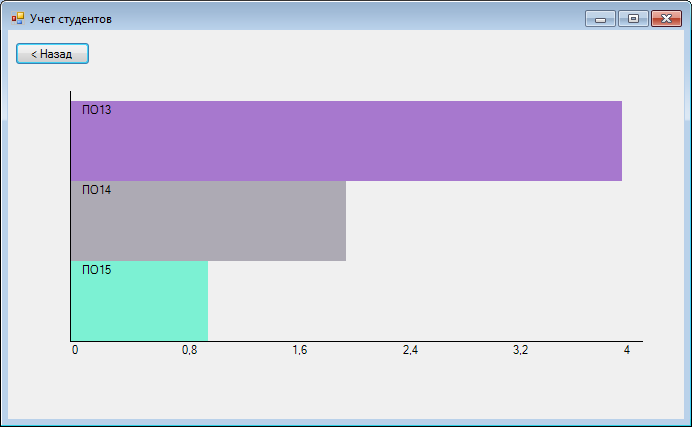 Учет студентов
< Назад
ПО13
ПО14
ПО15
0 0,8 1,6 2,4 3,2 4